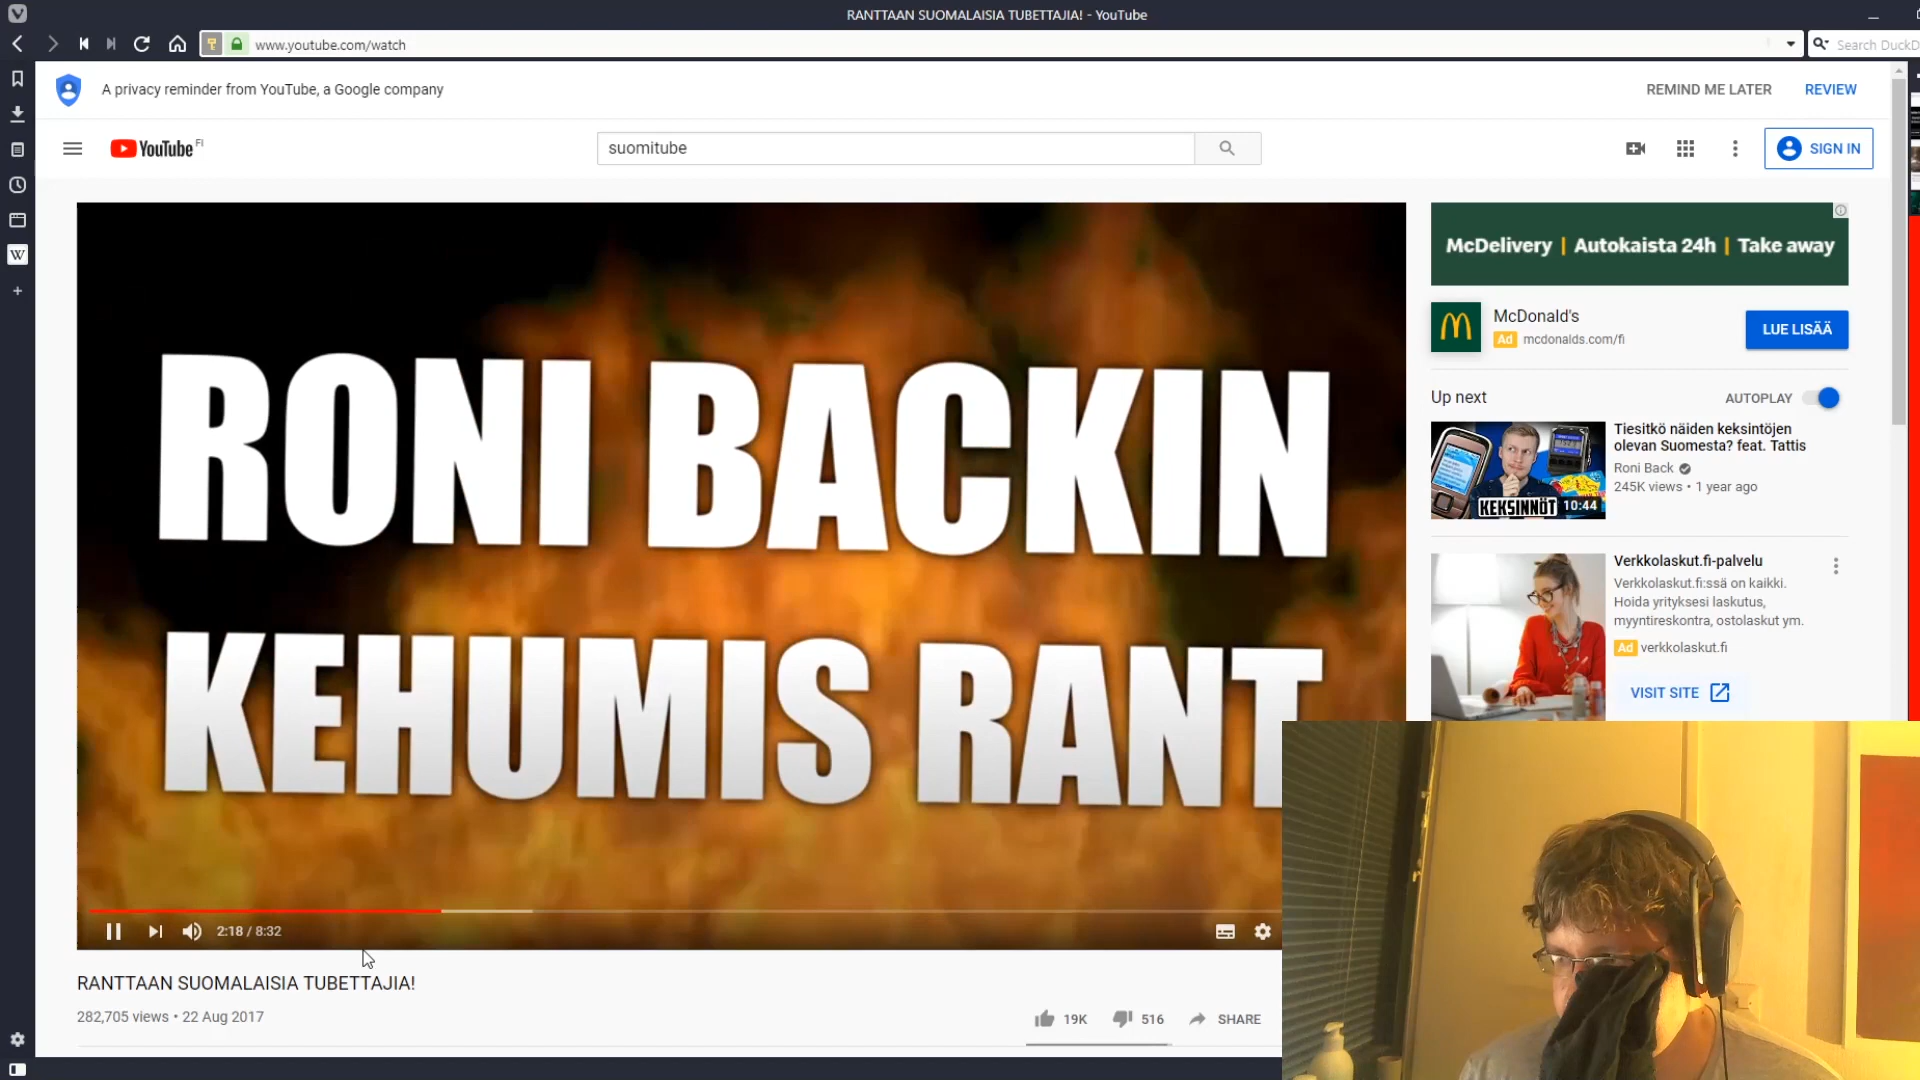 RANTTAAN SUOMALAISIA TUBETTAJIA! - YouTube
www.youtube.com/watch
Search DuckD
A privacy reminder from YouTube, a Google company
REMIND ME LATER
REVIEW
YouTube FI
suomitube
SIGN IN
RONI BACKIN
KEHUMIS RANT
2:18 / 8:32
RANTTAAN SUOMALAISIA TUBETTAJIA!
282,705 views • 22 Aug 2017
19K
516
SHARE
McDelivery | Autokaista 24h | Take away
McDonald's
Ad mcdonalds.com/fi
LUE LISÄÄ
Up next
AUTOPLAY
KEKSINNÖT
10:44
Tiesitkö näiden keksintöjen
olevan Suomesta? feat. Tattis
Roni Back
245K views • 1 year ago
Verkkolaskut.fi-palvelu
Verkkolaskut.fi:ssä on kaikki.
Hoida yrityksesi laskutus,
myyntireskontra, ostolaskut ym.
Ad verkkolaskut.fi
VISIT SITE
W